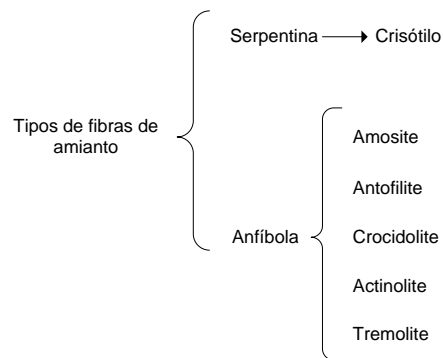 Serpentina
Crisótilo
Tipos de fibras de
amianto
Anfíbola
Amosite
Antofilite
Crocidolite
Actinolite
Tremolite